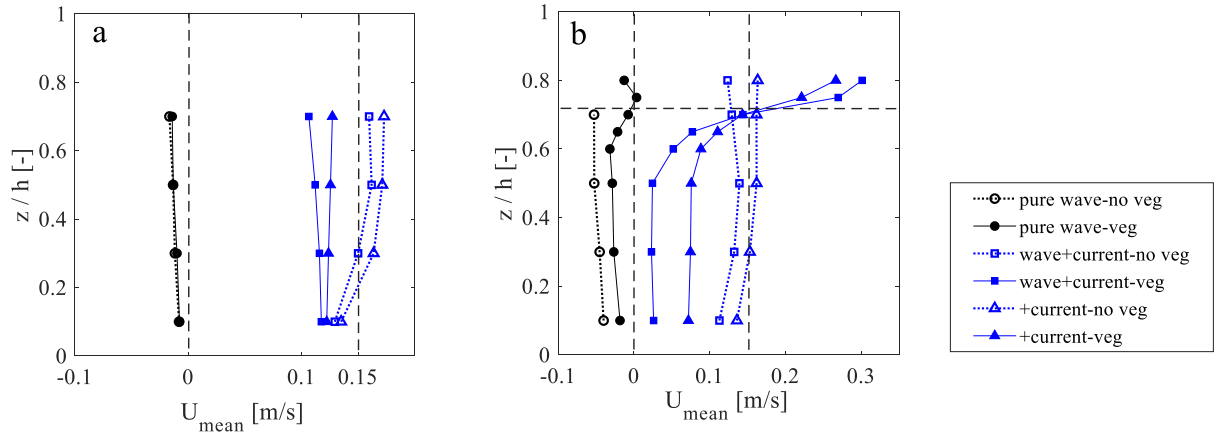 a
1
0.8
0.6
0.4
0.2
0
z / h [-]
-0.1
0
0.1
0.15
U_mean [m/s]
b
1
0.8
0.6
0.4
0.2
0
z / h [-]
-0.1
0
0.1
0.2
0.3
U_mean [m/s]
pure wave-no veg
pure wave-veg
wave+current-no veg
wave+current-veg
+current-no veg
+current-veg